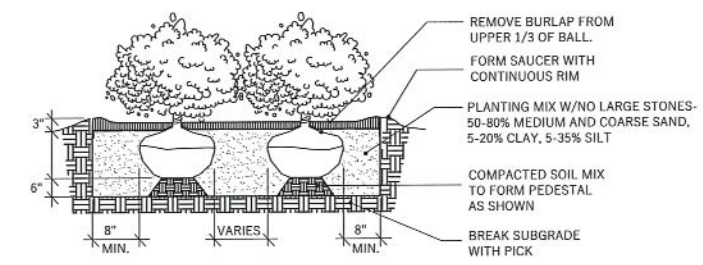 REMOVE BURLAP FROM
UPPER 1/3 OF BALL.
FORM SAUCER WITH
CONTINUOUS RIM
PLANTING MIX W/NO LARGE STONES-
50-80% MEDIUM AND COARSE SAND,
5-20% CLAY, 5-35% SILT
COMPACTED SOIL MIX
TO FORM PEDESTAL
AS SHOWN
BREAK SUBGRADE
WITH PICK
3"
6"
8"
MIN.
VARIES
8"
MIN.